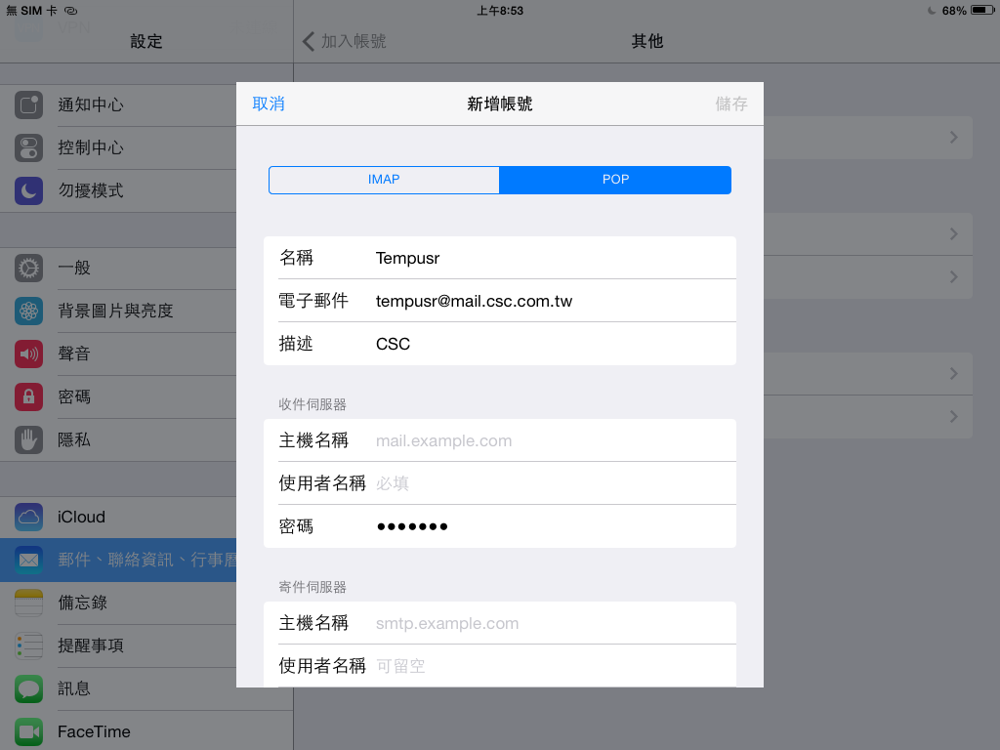 無 SIM 卡
上午8:53
68%
VPN
設定
加入帳號
其他
通知中心
控制中心
勿擾模式
一般
背景圖片與亮度
聲音
密碼
隱私
iCloud
郵件、聯絡資訊、行事曆
備忘錄
提醒事項
訊息
FaceTime
取消
新增帳號
儲存
IMAP
POP
名稱 Tempusr
電子郵件 tempusr@mail.csc.com.tw
描述 CSC
收件伺服器
主機名稱 mail.example.com
使用者名稱 必填
密碼 •••••••
寄件伺服器
主機名稱 smtp.example.com
使用者名稱 可留空